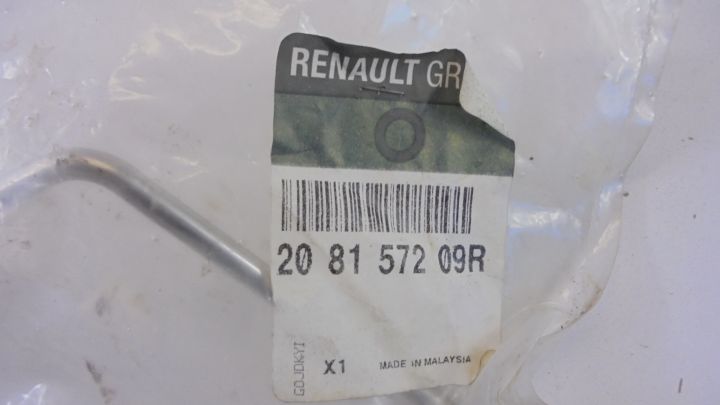 RENAULT GR
20 81 572 09R
X1 MADE IN MALAYSIA